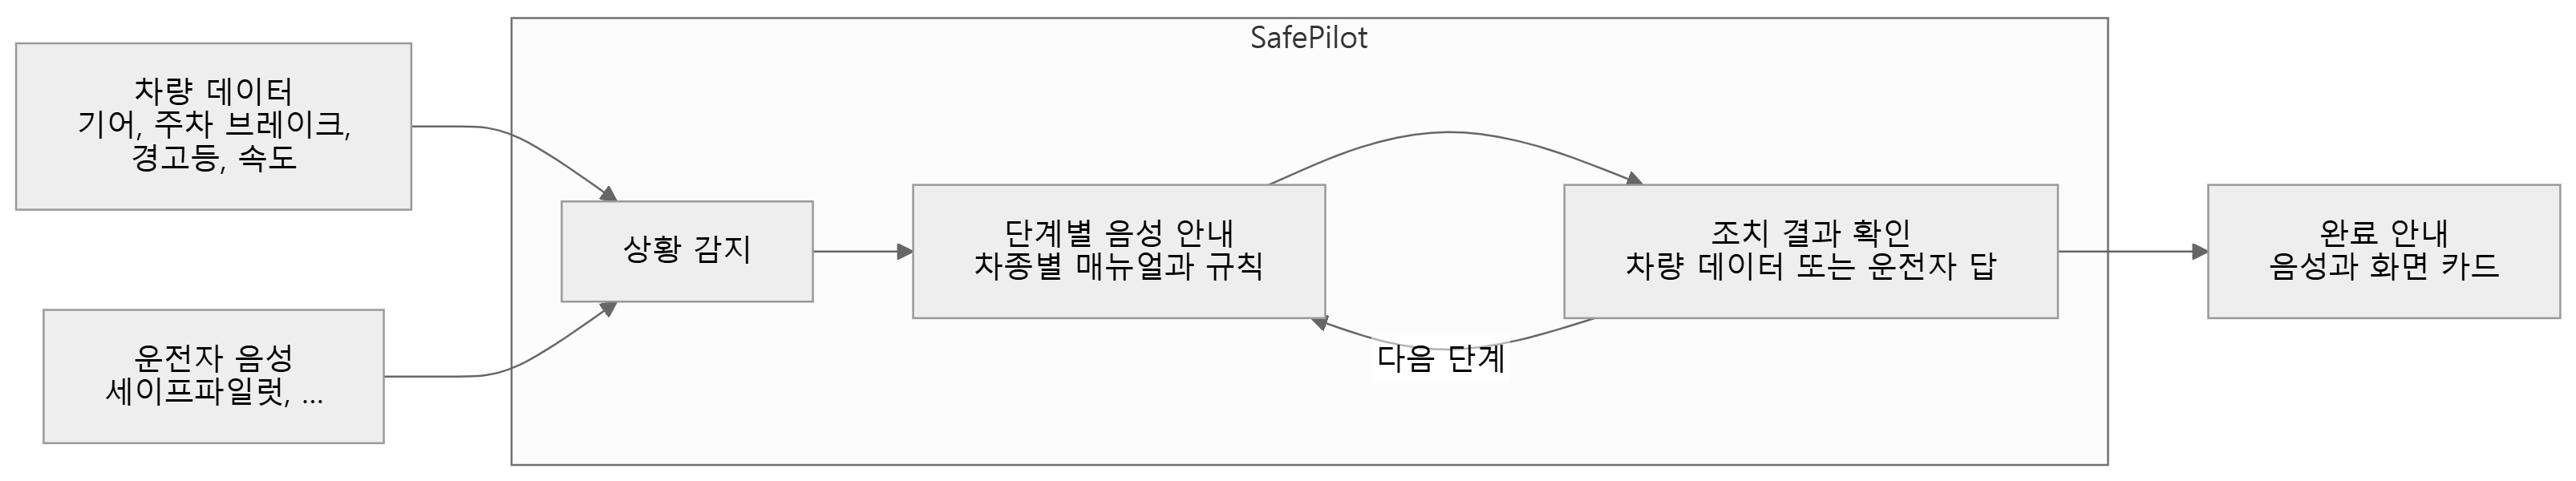 SafePilot
차량 데이터
기어, 주차 브레이크,
경고등, 속도
운전자 음성
세이프파일럿, ...
상황 감지
단계별 음성 안내
차종별 매뉴얼과 규칙
조치 결과 확인
차량 데이터 또는 운전자 답
다음 단계
완료 안내
음성과 화면 카드